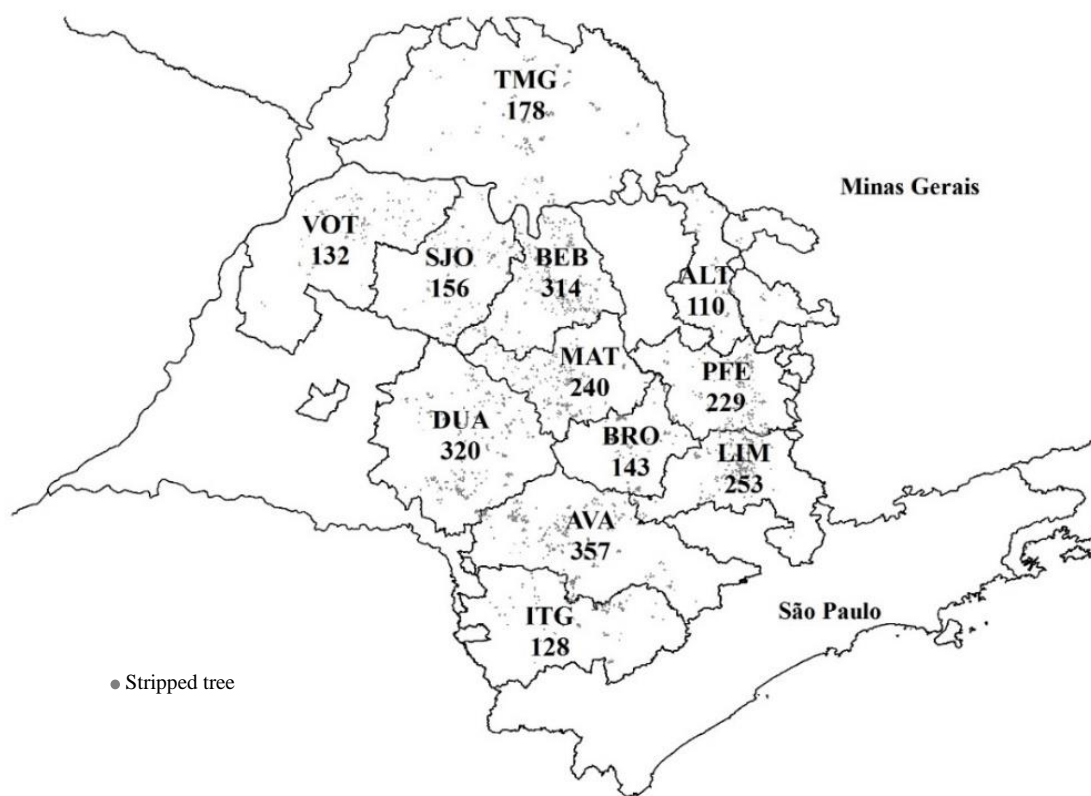 TMG
178
Minas Gerais
VOT
132
SJO
156
BEB
314
ALT
110
MAT
240
PFE
229
DUA
320
BRO
143
LIM
253
AVA
357
ITG
128
São Paulo
Stripped tree